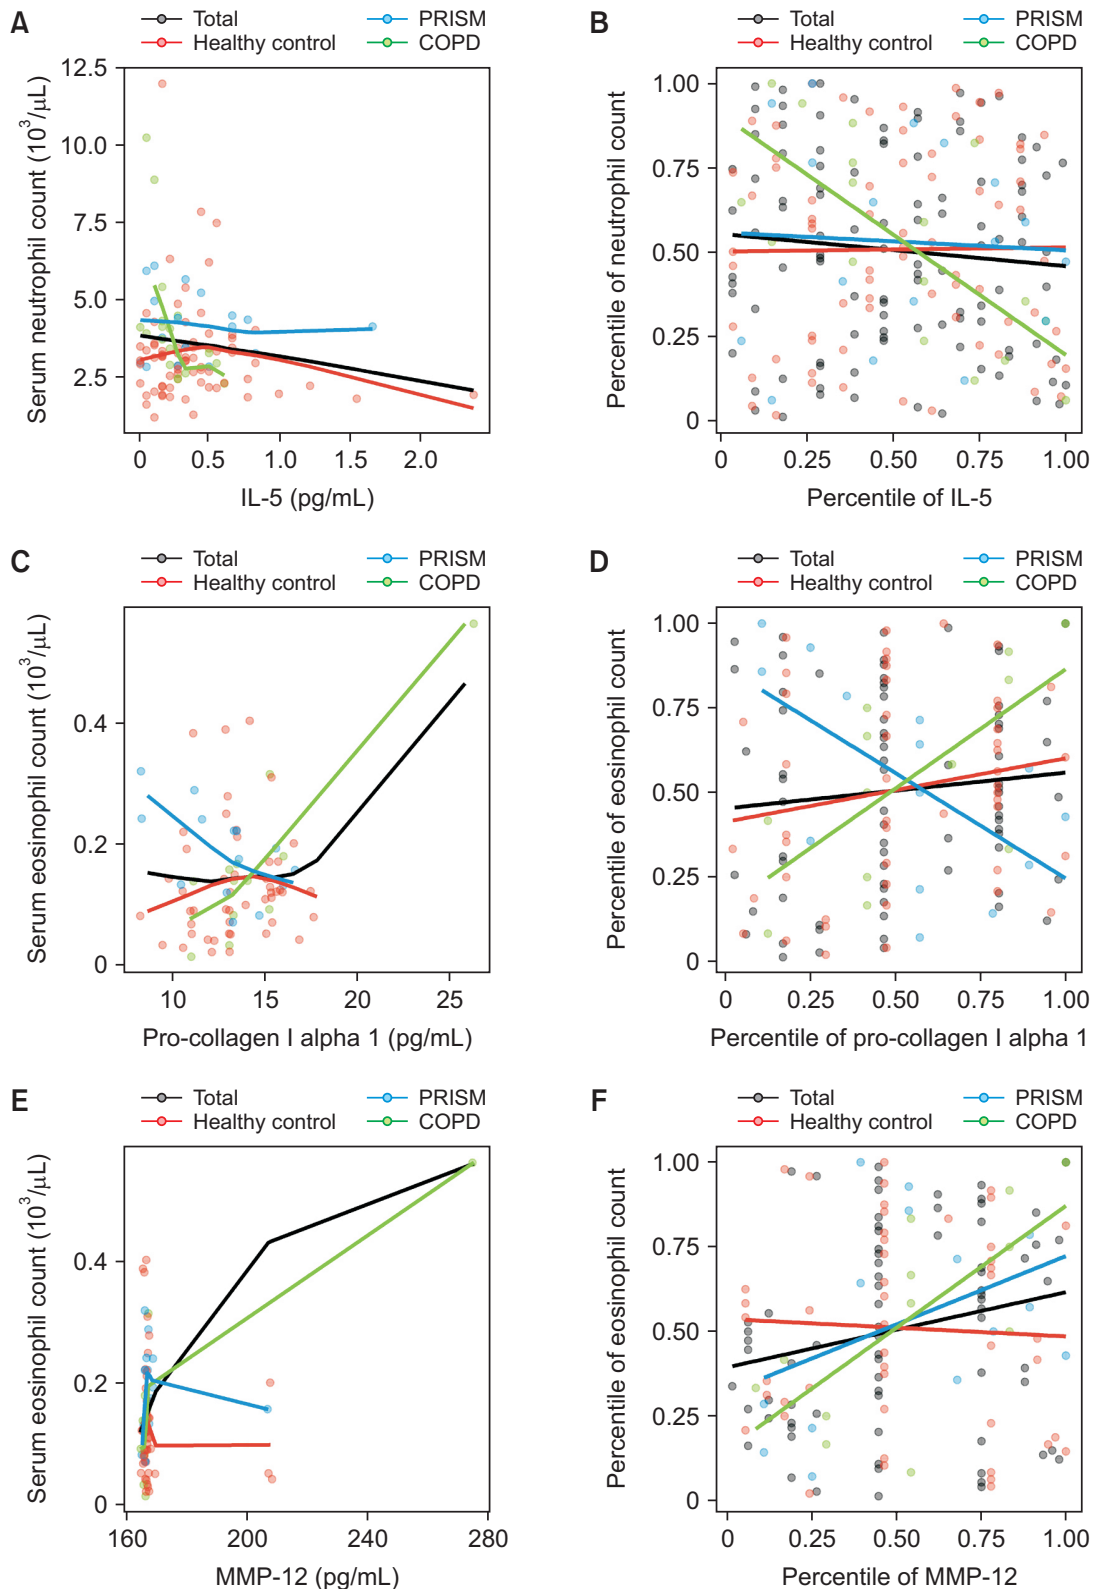 A
Total
PRISM
Healthy control
COPD
Serum neutrophil count (10³/μL)
12.5
10.0
7.5
5.0
2.5
0
0.5
1.0
1.5
2.0
IL-5 (pg/mL)
B
Total
PRISM
Healthy control
COPD
Percentile of neutrophil count
1.00
0.75
0.50
0.25
0
0
0.25
0.50
0.75
1.00
Percentile of IL-5
C
Total
PRISM
Healthy control
COPD
Serum eosinophil count (10³/μL)
0.4
0.2
0
10
15
20
25
Pro-collagen I alpha 1 (pg/mL)
D
Total
PRISM
Healthy control
COPD
Percentile of eosinophil count
1.00
0.75
0.50
0.25
0
0
0.25
0.50
0.75
1.00
Percentile of pro-collagen I alpha 1
E
Total
PRISM
Healthy control
COPD
Serum eosinophil count (10³/μL)
0.4
0.2
0
160
200
240
280
MMP-12 (pg/mL)
F
Total
PRISM
Healthy control
COPD
Percentile of eosinophil count
1.00
0.75
0.50
0.25
0
0
0.25
0.50
0.75
1.00
Percentile of MMP-12